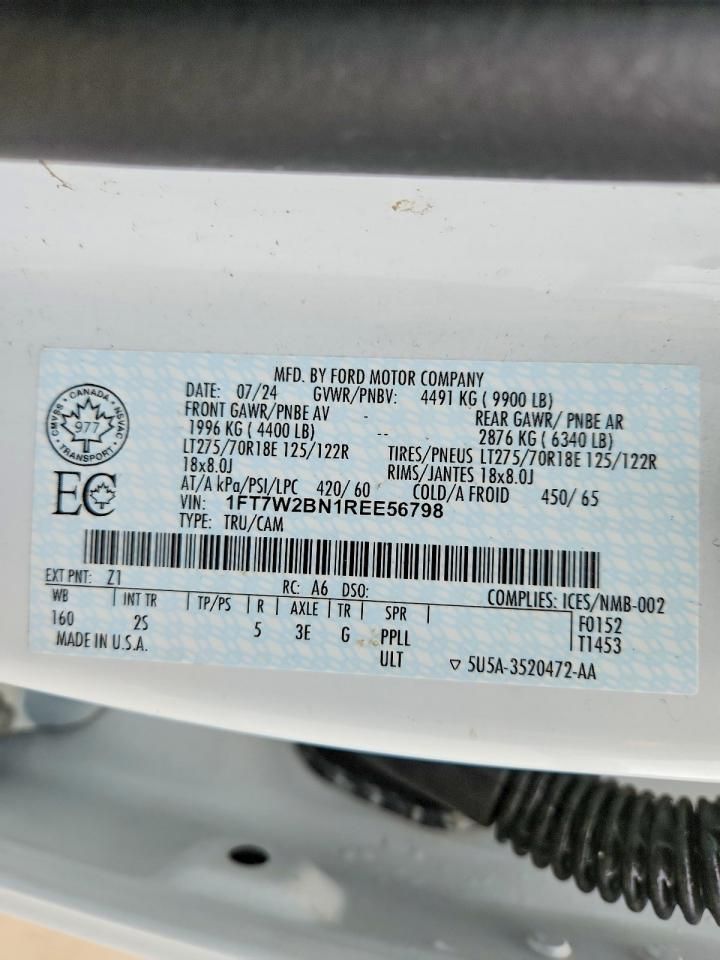 MFD. BY FORD MOTOR COMPANY
DATE: 07/24 GVWR/PNBV: 4491 KG ( 9900 LB)
FRONT GAWR/PNBE AV - REAR GAWR/ PNBE AR
1996 KG ( 4400 LB) -- 2876 KG ( 6340 LB)
LT275/70R18E 125/122R TIRES/PNEUS LT275/70R18E 125/122R
18x8.0J RIMS/JANTES 18x8.0J
AT/A kPa/PSI/LPC 420/ 60 COLD/A FROID 450/ 65
VIN: 1FT7W2BN1REE56798
TYPE: TRU/CAM
CANADA
CMVSS NSVAC
977
TRANSPORT
EC
EXT PNT: Z1 RC: A6 DSO: COMPLIES: ICES/NMB-002
WB | INT TR | TP/PS | R | AXLE | TR | SPR | F0152
160 2S 5 3E G PPLL T1453
MADE IN U.S.A. ULT ▽ 5U5A-3520472-AA